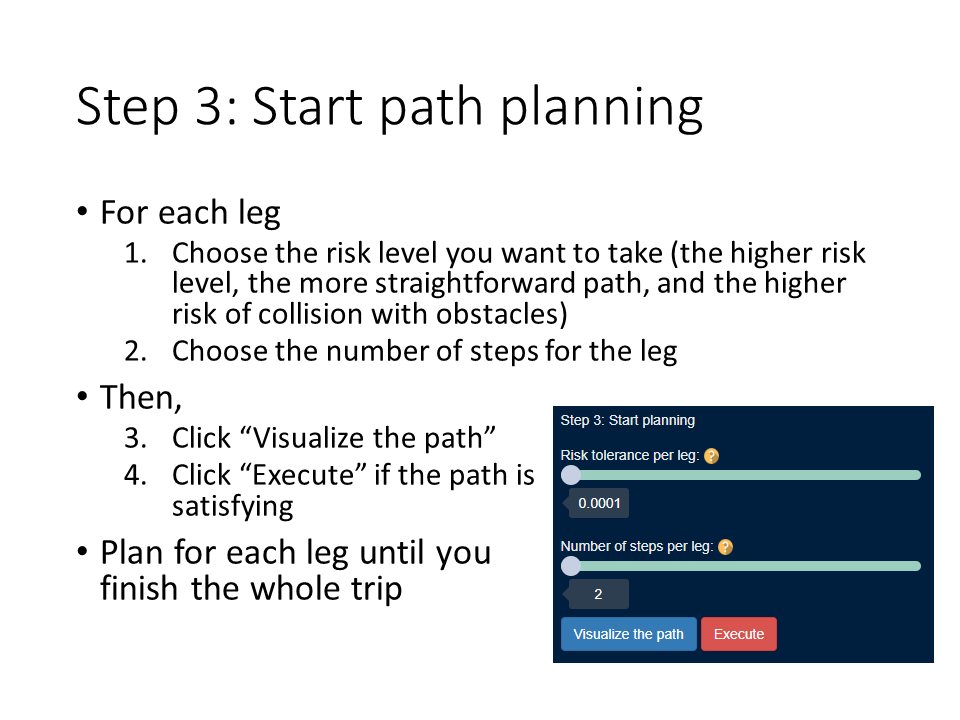 Step 3: Start path planning
• For each leg
1. Choose the risk level you want to take (the higher risk
level, the more straightforward path, and the higher
risk of collision with obstacles)
2. Choose the number of steps for the leg
• Then,
3. Click “Visualize the path”
4. Click “Execute” if the path is
satisfying
• Plan for each leg until you
finish the whole trip
Step 3: Start planning
Risk tolerance per leg: ?
0.0001
Number of steps per leg: ?
2
Visualize the path Execute